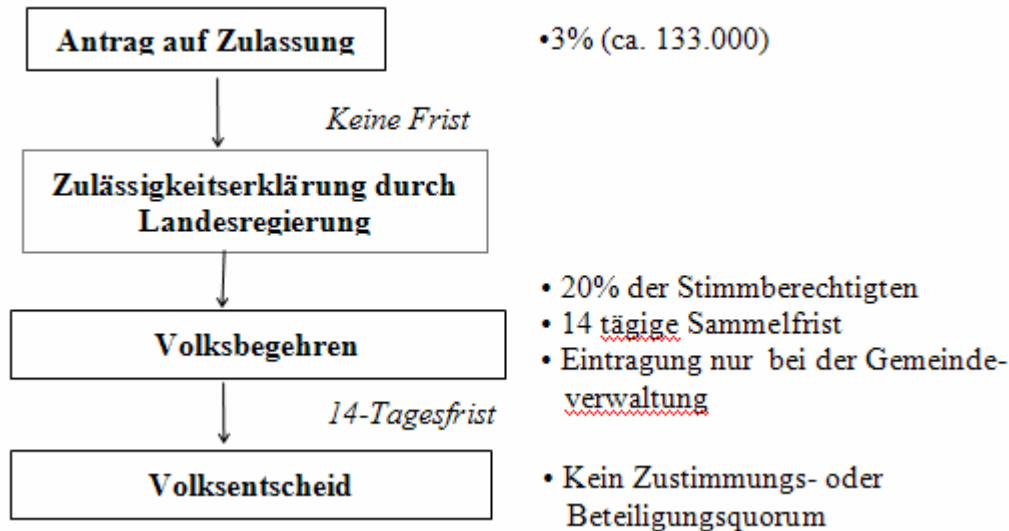 Antrag auf Zulassung
•3% (ca. 133.000)
Keine Frist
Zulässigkeitserklärung durch
Landesregierung
• 20% der Stimmberechtigten
• 14 tägige Sammelfrist
Volksbegehren
• Eintragung nur bei der Gemeinde-
verwaltung
14-Tagesfrist
Volksentscheid
• Kein Zustimmungs- oder
Beteiligungsquorum